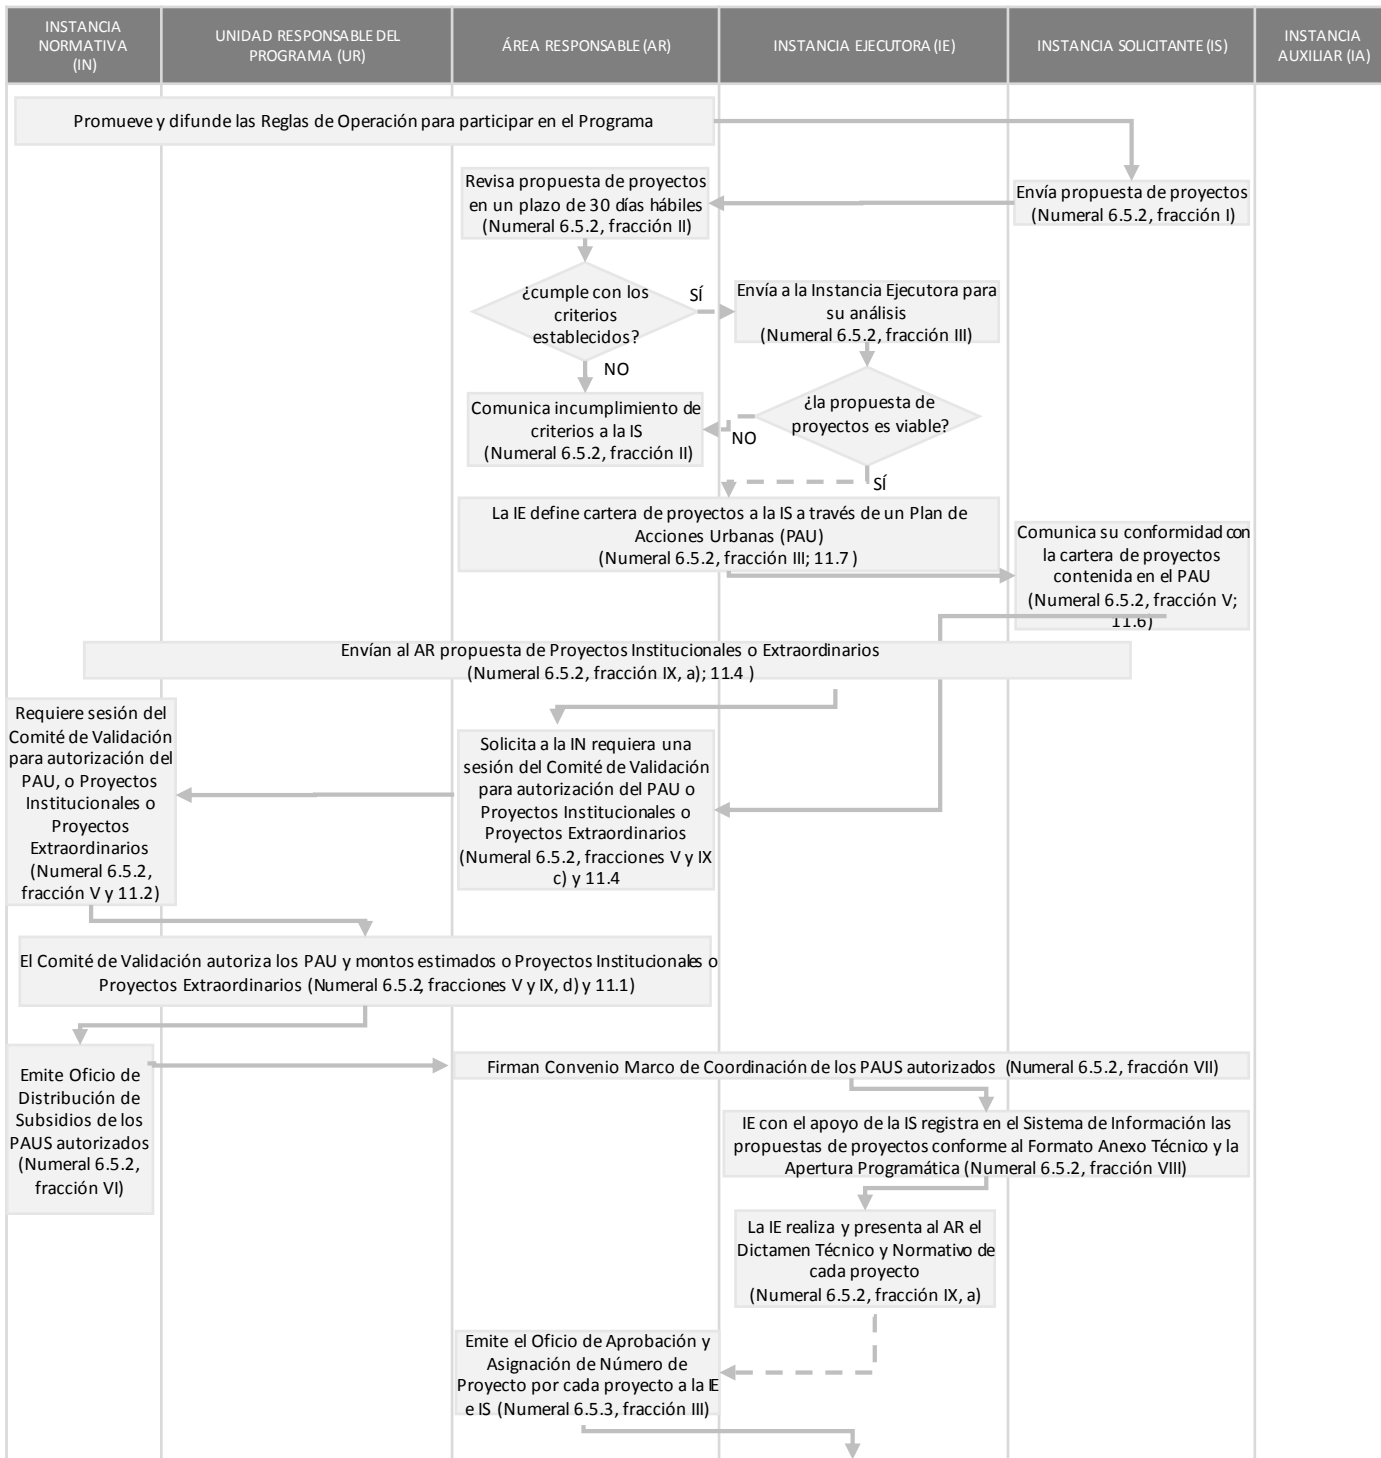 INSTANCIA
NORMATIVA
(IN)
UNIDAD RESPONSABLE DEL
PROGRAMA (UR)
ÁREA RESPONSABLE (AR)
INSTANCIA EJECUTORA (IE)
INSTANCIA SOLICITANTE (IS)
INSTANCIA
AUXILIAR (IA)
Promueve y difunde las Reglas de Operación para participar en el Programa
Revisa propuesta de proyectos
en un plazo de 30 días hábiles
(Numeral 6.5.2, fracción II)
Envía propuesta de proyectos
(Numeral 6.5.2, fracción I)
¿cumple con los
criterios
establecidos?
SÍ
Envía a la Instancia Ejecutora para
su análisis
(Numeral 6.5.2, fracción III)
NO
Comunica incumplimiento de
criterios a la IS
(Numeral 6.5.2, fracción II)
¿la propuesta de
proyectos es viable?
NO
SÍ
La IE define cartera de proyectos a la IS a través de un Plan de
Acciones Urbanas (PAU)
(Numeral 6.5.2, fracción III; 11.7 )
Comunica su conformidad con
la cartera de proyectos
contenida en el PAU
(Numeral 6.5.2, fracción V;
11.6)
Envían al AR propuesta de Proyectos Institucionales o Extraordinarios
(Numeral 6.5.2, fracción IX, a); 11.4 )
Requiere sesión del
Comité de Validación
para autorización del
PAU, o Proyectos
Institucionales o
Proyectos
Extraordinarios
(Numeral 6.5.2,
fracción V y 11.2)
Solicita a la IN requiera una
sesión del Comité de Validación
para autorización del PAU o
Proyectos Institucionales o
Proyectos Extraordinarios
(Numeral 6.5.2, fracciones V y IX
c) y 11.4
El Comité de Validación autoriza los PAU y montos estimados o Proyectos Institucionales o
Proyectos Extraordinarios (Numeral 6.5.2, fracciones V y IX, d) y 11.1)
Emite Oficio de
Distribución de
Subsidios de los
PAUS autorizados
(Numeral 6.5.2,
fracción VI)
Firman Convenio Marco de Coordinación de los PAUS autorizados (Numeral 6.5.2, fracción VII)
IE con el apoyo de la IS registra en el Sistema de Información las
propuestas de proyectos conforme al Formato Anexo Técnico y la
Apertura Programática (Numeral 6.5.2, fracción VIII)
La IE realiza y presenta al AR el
Dictamen Técnico y Normativo de
cada proyecto
(Numeral 6.5.2, fracción IX, a)
Emite el Oficio de Aprobación y
Asignación de Número de
Proyecto por cada proyecto a la IE
e IS (Numeral 6.5.3, fracción III)